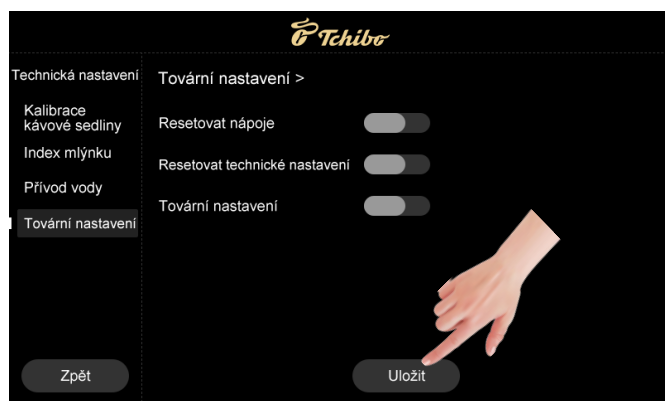 Tchibo
Technická nastavení
Kalibrace
kávové sedliny
Index mlýnku
Přívod vody
Tovární nastavení
Tovární nastavení >
Resetovat nápoje
Resetovat technické nastavení
Tovární nastavení
Zpět
Uložit